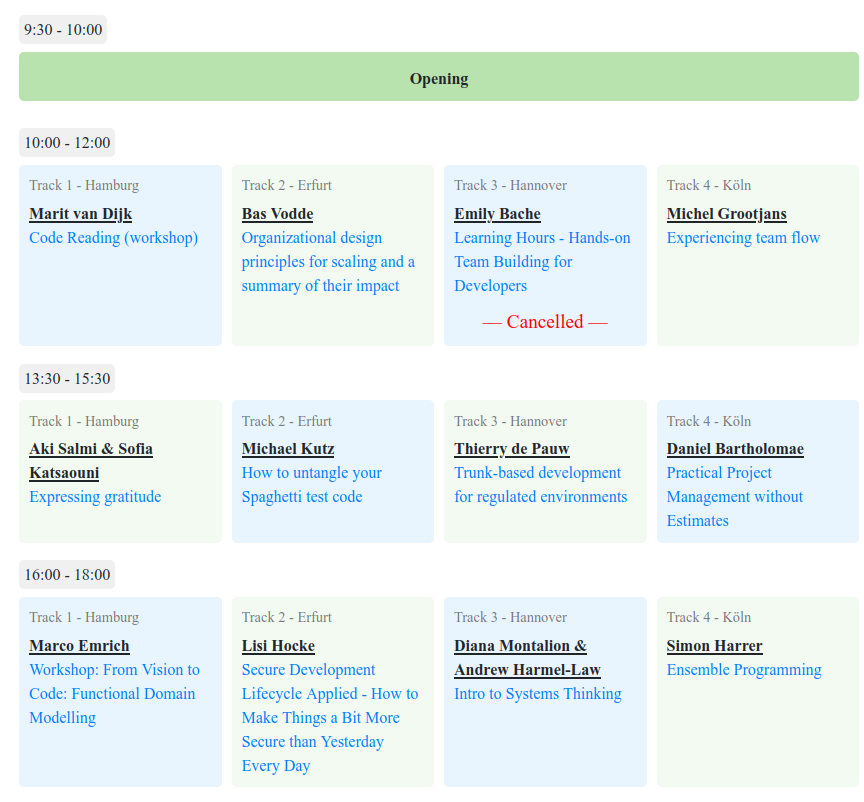 9:30 - 10:00
Opening
10:00 - 12:00
Track 1 - Hamburg
Marit van Dijk
Code Reading (workshop)
Track 2 - Erfurt
Bas Vodde
Organizational design
principles for scaling and a
summary of their impact
Track 3 - Hannover
Emily Bache
Learning Hours - Hands-on
Team Building for
Developers
— Cancelled —
Track 4 - Köln
Michel Grootjans
Experiencing team flow
13:30 - 15:30
Track 1 - Hamburg
Aki Salmi & Sofia
Katsaouni
Expressing gratitude
Track 2 - Erfurt
Michael Kutz
How to untangle your
Spaghetti test code
Track 3 - Hannover
Thierry de Pauw
Trunk-based development
for regulated environments
Track 4 - Köln
Daniel Bartholomae
Practical Project
Management without
Estimates
16:00 - 18:00
Track 1 - Hamburg
Marco Emrich
Workshop: From Vision to
Code: Functional Domain
Modelling
Track 2 - Erfurt
Lisi Hocke
Secure Development
Lifecycle Applied - How to
Make Things a Bit More
Secure than Yesterday
Every Day
Track 3 - Hannover
Diana Montalion &
Andrew Harmel-Law
Intro to Systems Thinking
Track 4 - Köln
Simon Harrer
Ensemble Programming